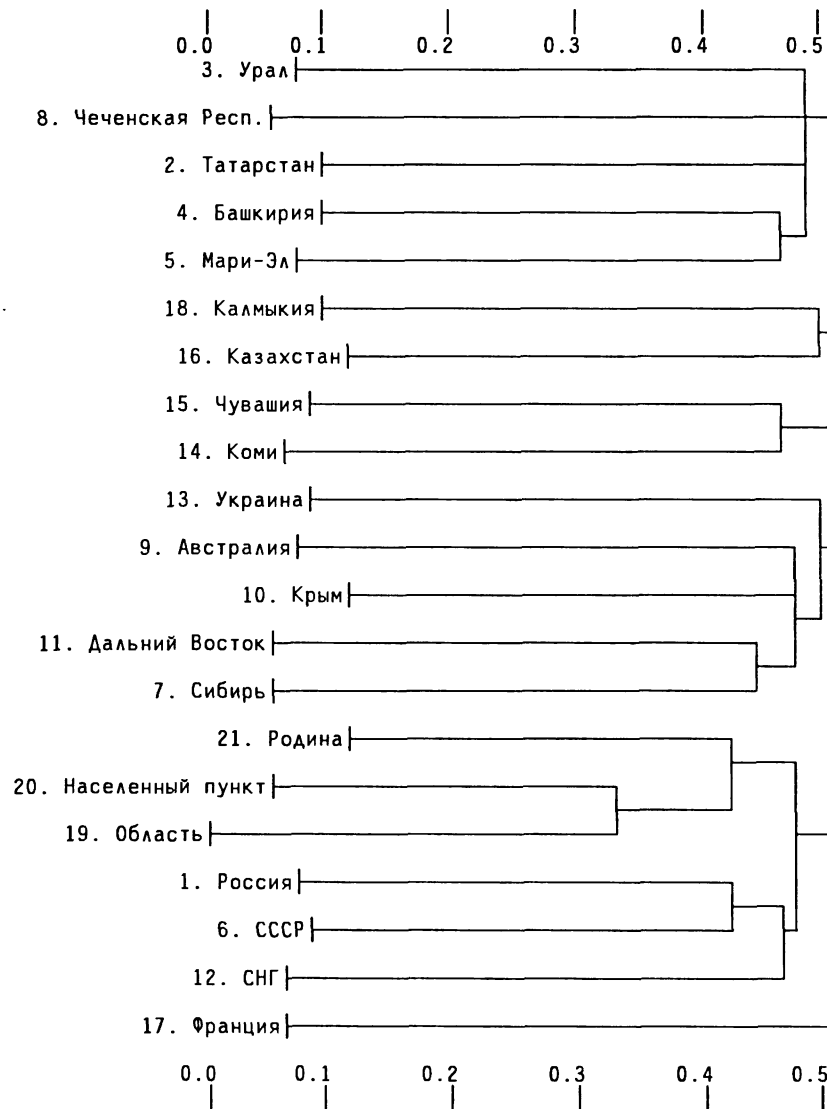 0.0 0.1 0.2 0.3 0.4 0.5
3. Урал
8. Чеченская Респ.
2. Татарстан
4. Башкирия
5. Мари-Эл
18. Калмыкия
16. Казахстан
15. Чувашия
14. Коми
13. Украина
9. Австралия
10. Крым
11. Дальний Восток
7. Сибирь
21. Родина
20. Населенный пункт
19. Область
1. Россия
6. СССР
12. СНГ
17. Франция
0.0 0.1 0.2 0.3 0.4 0.5